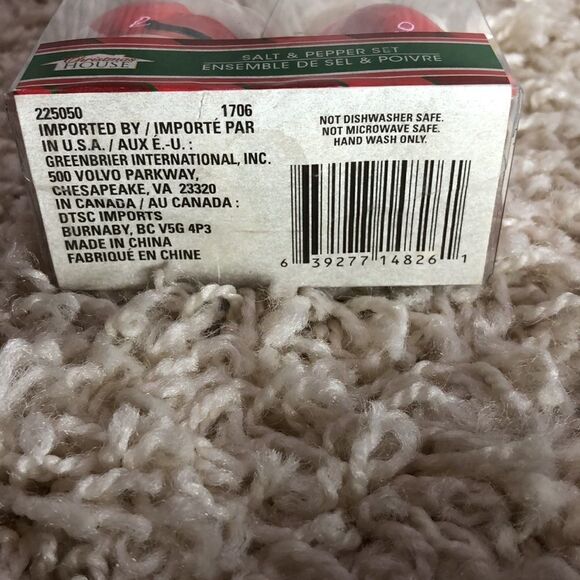 Christmas
HOUSE
SALT & PEPPER SET
ENSEMBLE DE SEL & POIVRE
225050 1706
IMPORTED BY / IMPORTÉ PAR
IN U.S.A. / AUX É.-U. :
GREENBRIER INTERNATIONAL, INC.
500 VOLVO PARKWAY,
CHESAPEAKE, VA 23320
IN CANADA / AU CANADA :
DTSC IMPORTS
BURNABY, BC V5G 4P3
MADE IN CHINA
FABRIQUÉ EN CHINE
NOT DISHWASHER SAFE.
NOT MICROWAVE SAFE.
HAND WASH ONLY.
6 39277 14826 1